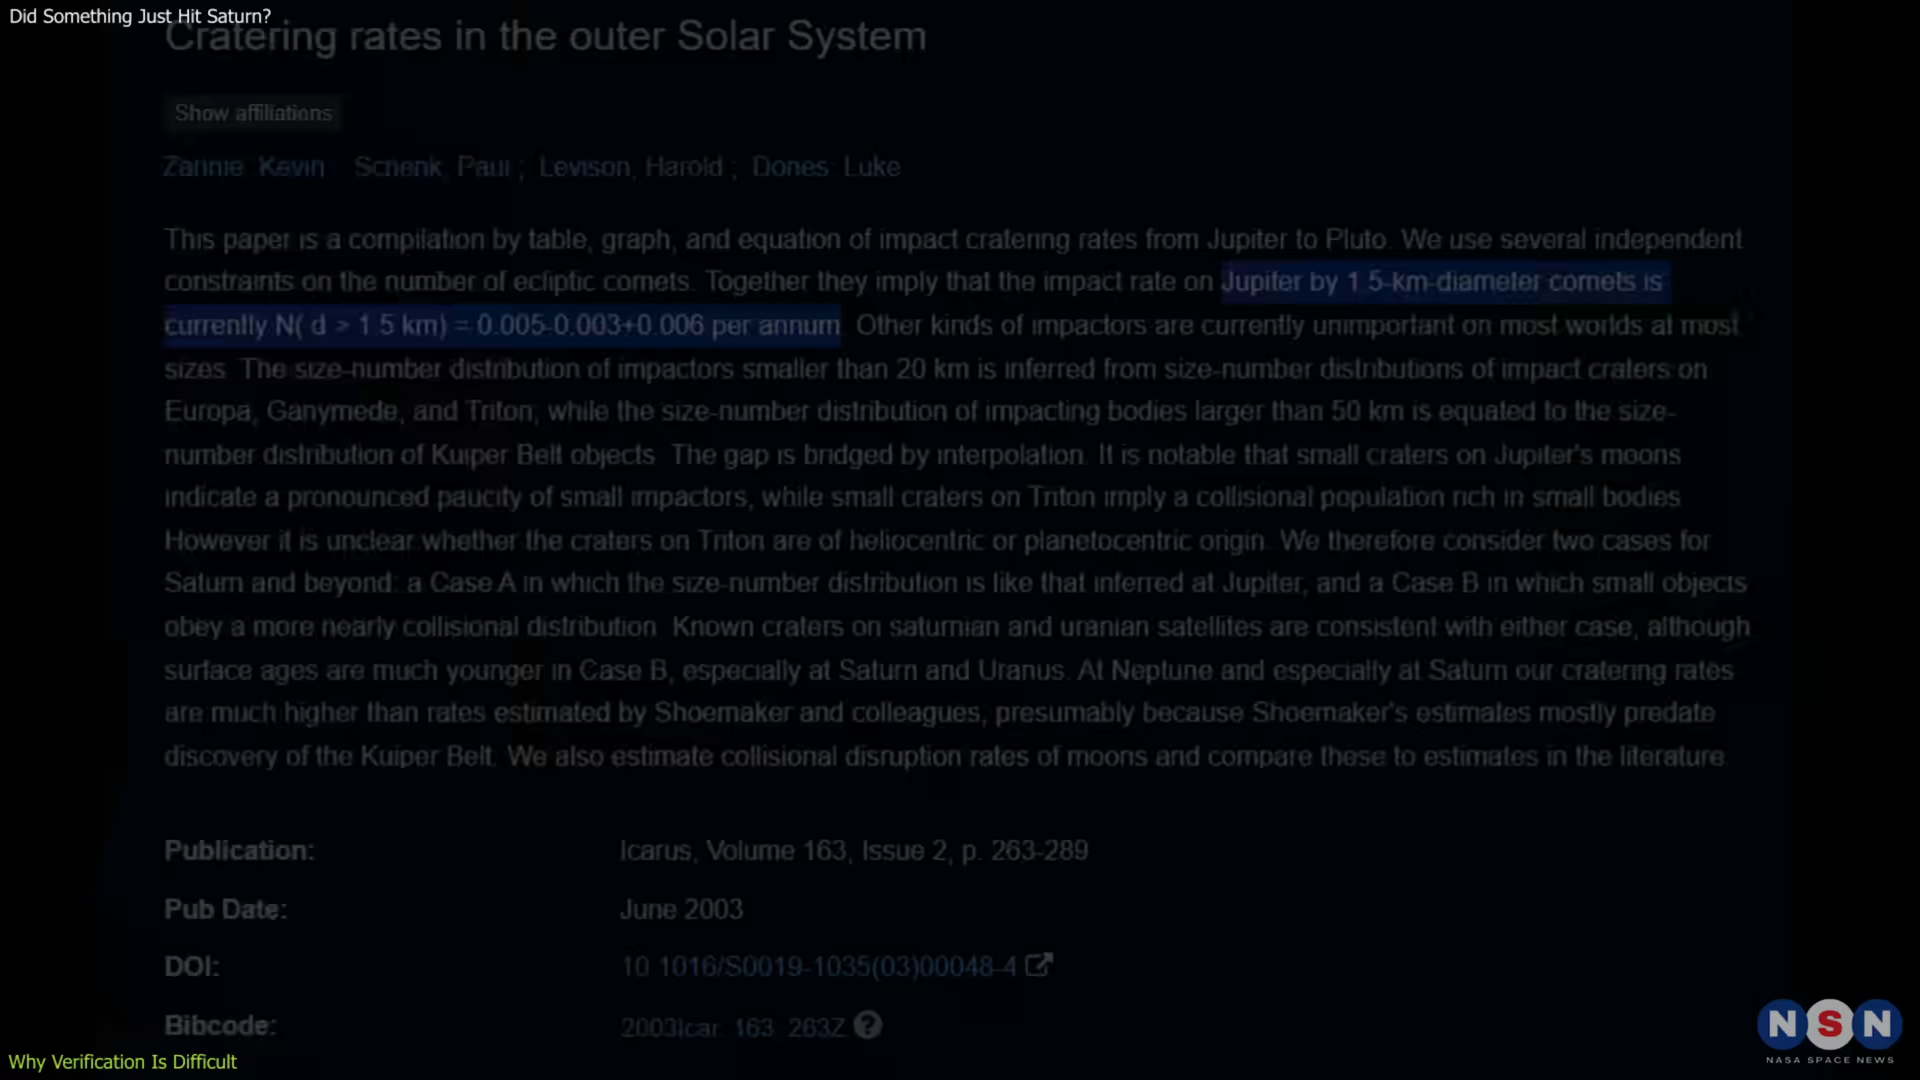 Did Something Just Hit Saturn?
Cratering rates in the outer Solar System
Show affiliations
Zahnle, Kevin ; Schenk, Paul ; Levison, Harold ; Dones, Luke
This paper is a compilation by table, graph, and equation of impact cratering rates from Jupiter to Pluto. We use several independent
constraints on the number of ecliptic comets. Together they imply that the impact rate on Jupiter by 1.5-km-diameter comets is
currently N( d > 1.5 km) = 0.005-0.003+0.006 per annum. Other kinds of impactors are currently unimportant on most worlds at most
sizes. The size-number distribution of impactors smaller than 20 km is inferred from size-number distributions of impact craters on
Europa, Ganymede, and Triton; while the size-number distribution of impacting bodies larger than 50 km is equated to the size-
number distribution of Kuiper Belt objects. The gap is bridged by interpolation. It is notable that small craters on Jupiter's moons
indicate a pronounced paucity of small impactors, while small craters on Triton imply a collisional population rich in small bodies.
However it is unclear whether the craters on Triton are of heliocentric or planetocentric origin. We therefore consider two cases for
Saturn and beyond: a Case A in which the size-number distribution is like that inferred at Jupiter, and a Case B in which small objects
obey a more nearly collisional distribution. Known craters on saturnian and uranian satellites are consistent with either case, although
surface ages are much younger in Case B, especially at Saturn and Uranus. At Neptune and especially at Saturn our cratering rates
are much higher than rates estimated by Shoemaker and colleagues, presumably because Shoemaker's estimates mostly predate
discovery of the Kuiper Belt. We also estimate collisional disruption rates of moons and compare these to estimates in the literature.
Publication: Icarus, Volume 163, Issue 2, p. 263-289
Pub Date: June 2003
DOI: 10.1016/S0019-1035(03)00048-4
Bibcode: 2003Icar..163..263Z
NSN
NASA SPACE NEWS
Why Verification Is Difficult